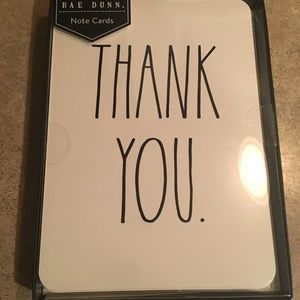 RAE DUNN.
Note Cards
THANK
YOU.